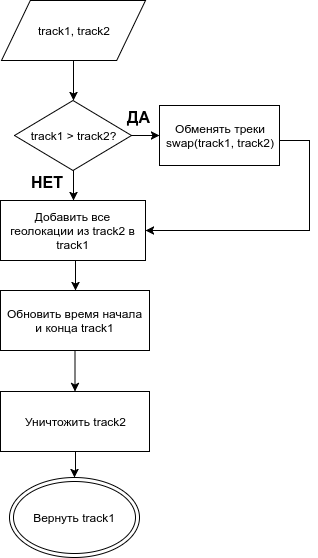 track1, track2
track1 > track2?
ДА
Обменять треки
swap(track1, track2)
НЕТ
Добавить все
геолокации из track2 в
track1
Обновить время начала
и конца track1
Уничтожить track2
Вернуть track1